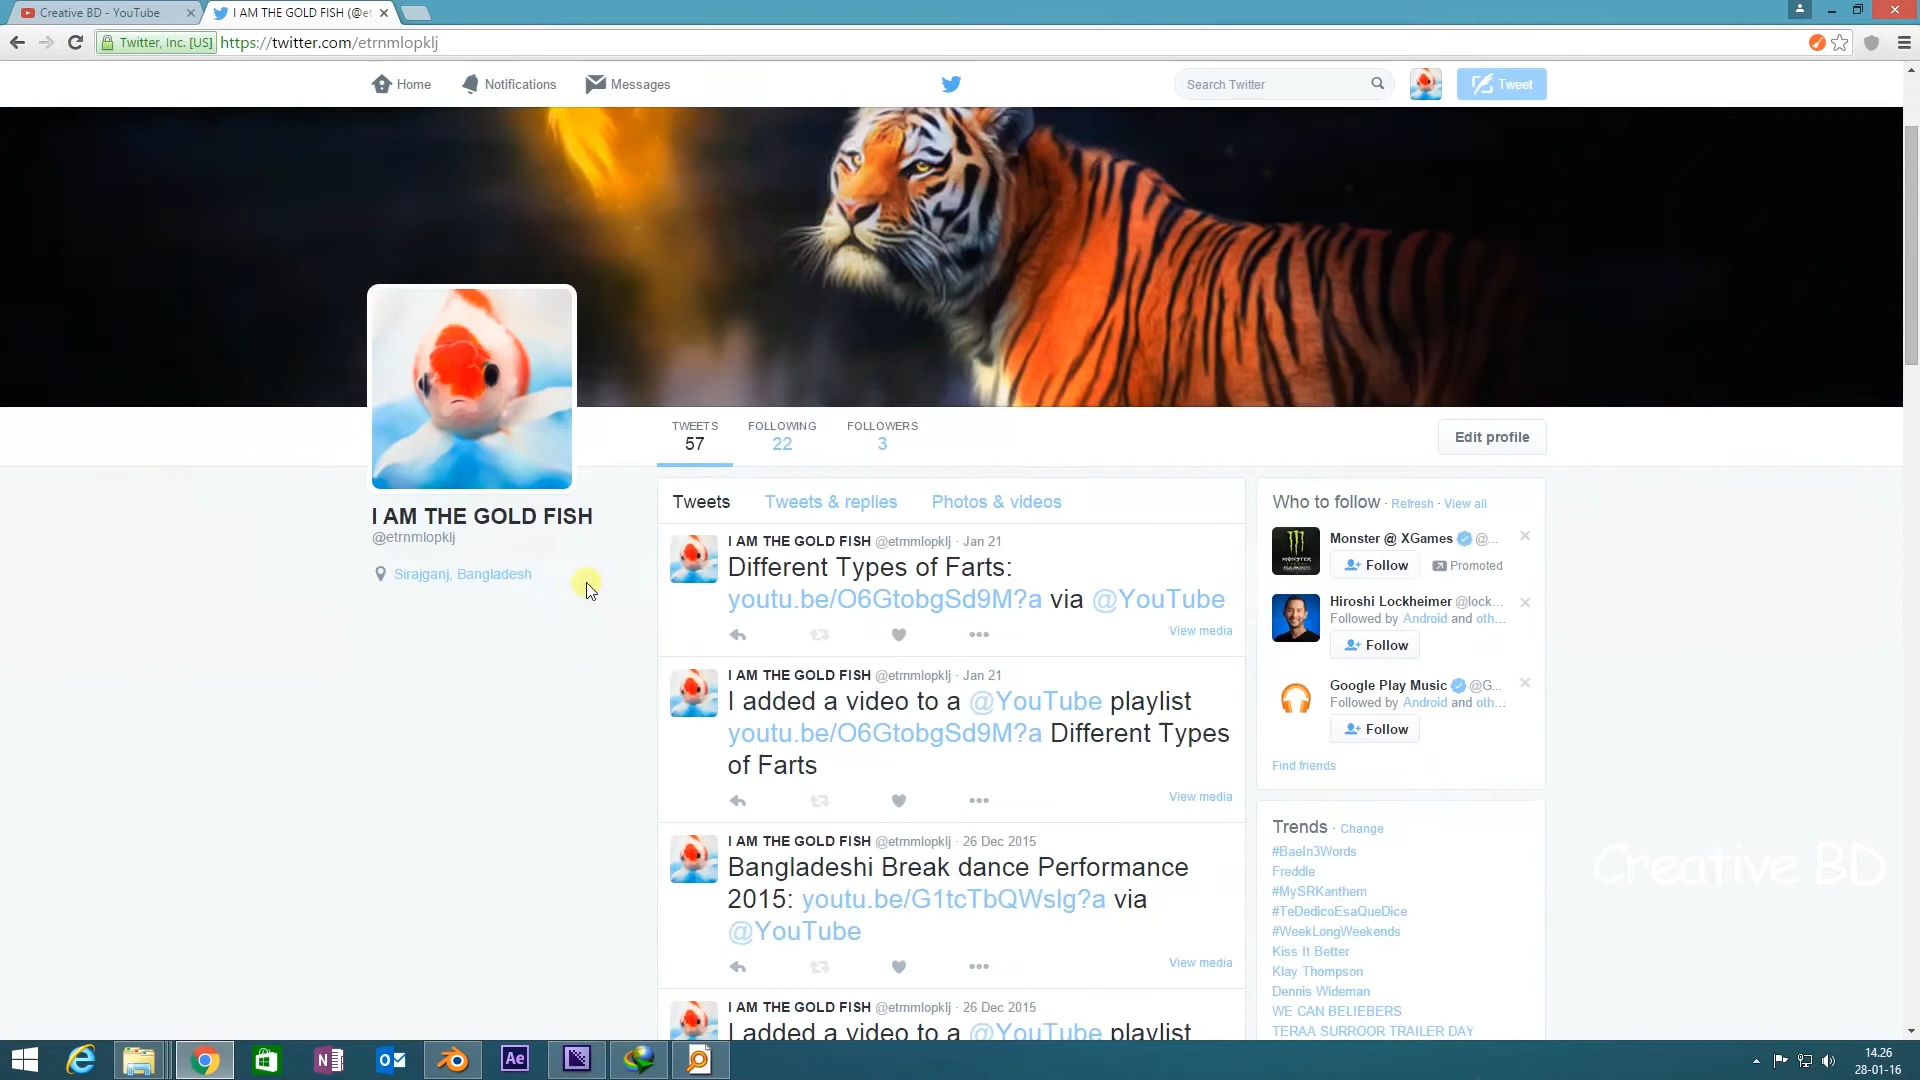 Creative BD - YouTube
I AM THE GOLD FISH (@et
Twitter, Inc. [US]
https://twitter.com/etrnmlopklj
Home
Notifications
Messages
Search Twitter
Tweet
TWEETS
57
FOLLOWING
22
FOLLOWERS
3
Edit profile
I AM THE GOLD FISH
@etrnmlopklj
Sirajganj, Bangladesh
Tweets
Tweets & replies
Photos & videos
I AM THE GOLD FISH @etrnmlopklj · Jan 21
Different Types of Farts:
youtu.be/O6GtobgSd9M?a via @YouTube
View media
I AM THE GOLD FISH @etrnmlopklj · Jan 21
I added a video to a @YouTube playlist
youtu.be/O6GtobgSd9M?a Different Types
of Farts
View media
I AM THE GOLD FISH @etrnmlopklj · 26 Dec 2015
Bangladeshi Break dance Performance
2015: youtu.be/G1tcTbQWslg?a via
@YouTube
View media
I AM THE GOLD FISH @etrnmlopklj · 26 Dec 2015
I added a video to a @YouTube playlist
Who to follow · Refresh · View all
Monster @ XGames @...
Follow
Promoted
Hiroshi Lockheimer @lock...
Followed by Android and oth...
Follow
Google Play Music @G...
Followed by Android and oth...
Follow
Find friends
Trends · Change
#BaeIn3Words
Freddie
#MySRKanthem
#TeDedicoEsaQueDice
#WeekLongWeekends
Kiss It Better
Klay Thompson
Dennis Wideman
WE CAN BELIEBERS
TERAA SURROOR TRAILER DAY
Creative BD
Ae
14.26
28-01-16